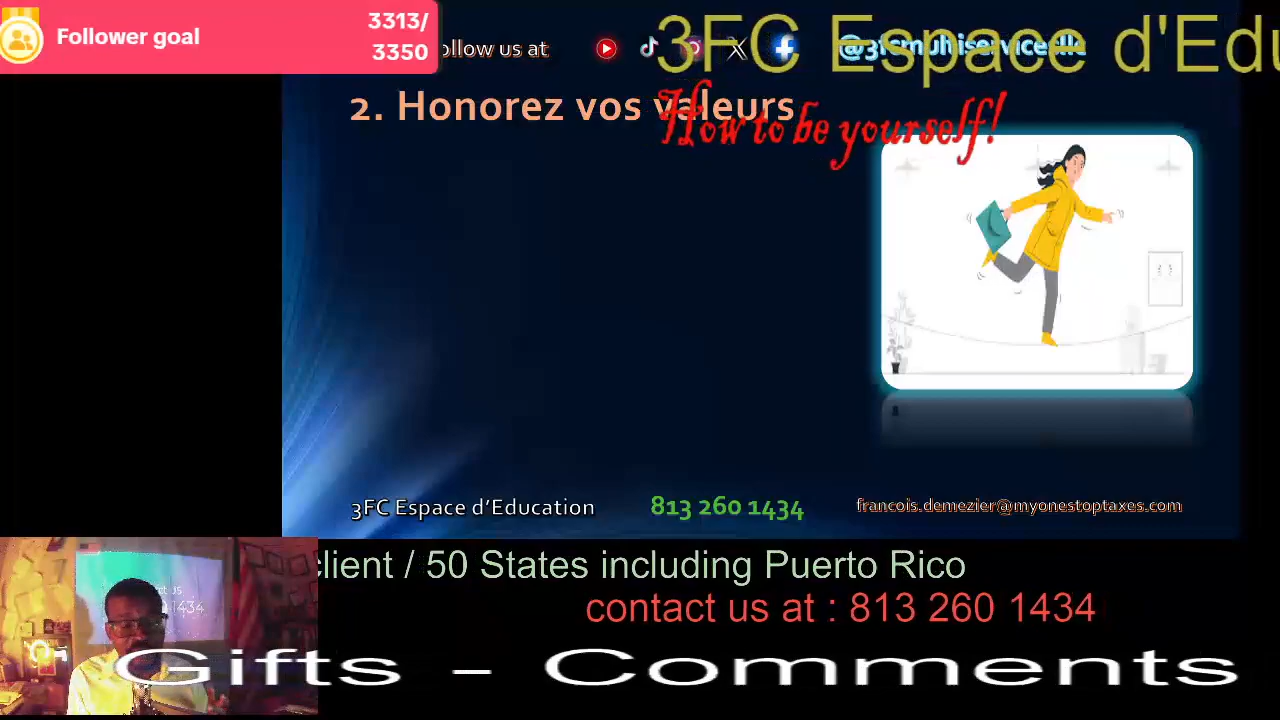 Follower goal
3313/
3350
ollow us at
@3fcmultiservicesllc
3FC Espace d'Edu
2. Honorez vos valeurs
How to be yourself!
3FC Espace d'Education
813 260 1434
francois.demezier@myonestoptaxes.com
client / 50 States including Puerto Rico
contact us at : 813 260 1434
Gifts - Comments